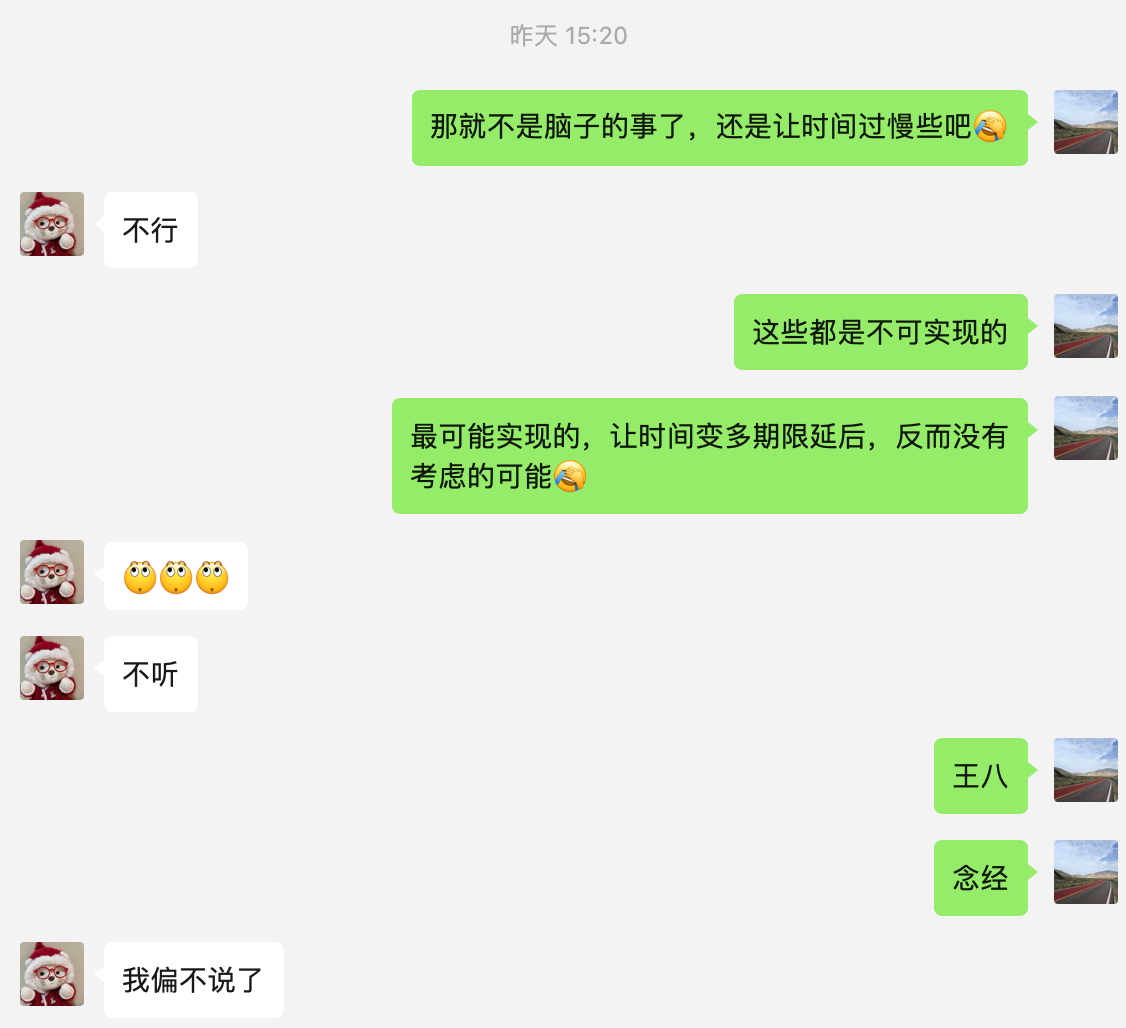 昨天 15:20
那就不是脑子的事了，还是让时间过慢些吧🤣
不行
这些都是不可实现的
最可能实现的，让时间变多期限延后，反而没有
考虑的可能🤣
🙄🙄🙄
不听
王八
念经
我偏不说了